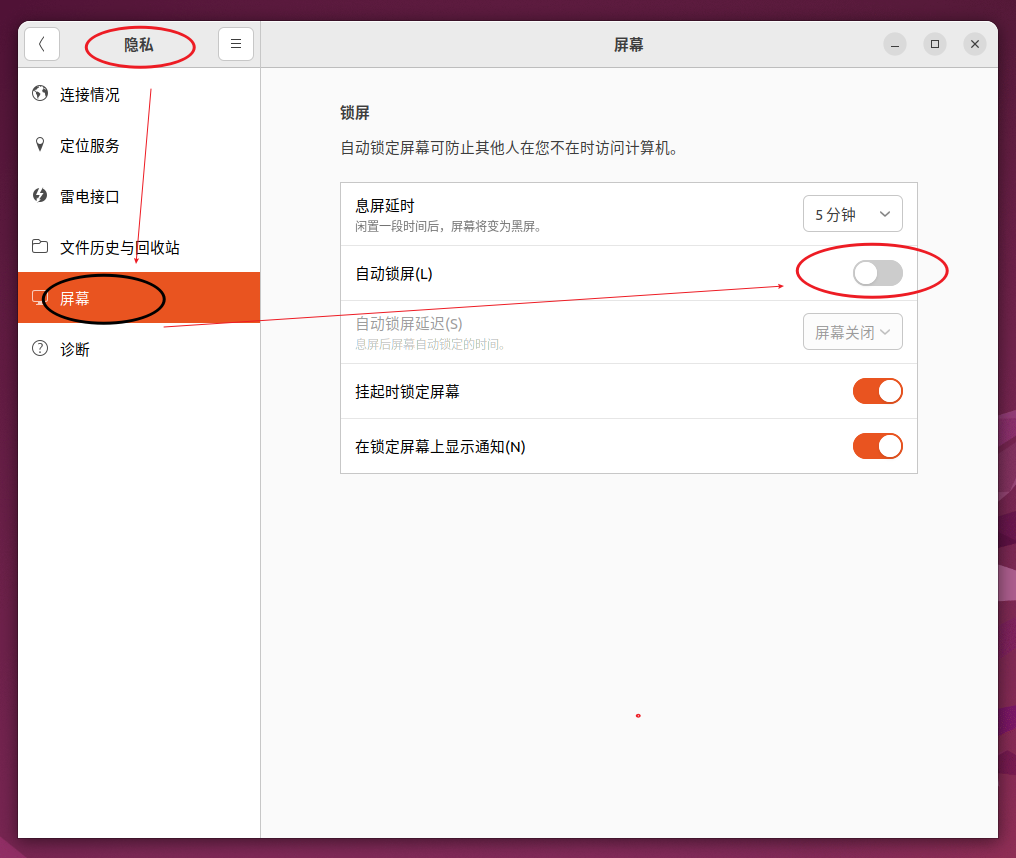 隐私
屏幕
连接情况
定位服务
雷电接口
文件历史与回收站
屏幕
诊断
锁屏
自动锁定屏幕可防止其他人在您不在时访问计算机。
息屏延时
闲置一段时间后，屏幕将变为黑屏。
5 分钟
自动锁屏(L)
自动锁屏延迟(S)
息屏后屏幕自动锁定的时间。
屏幕关闭
挂起时锁定屏幕
在锁定屏幕上显示通知(N)